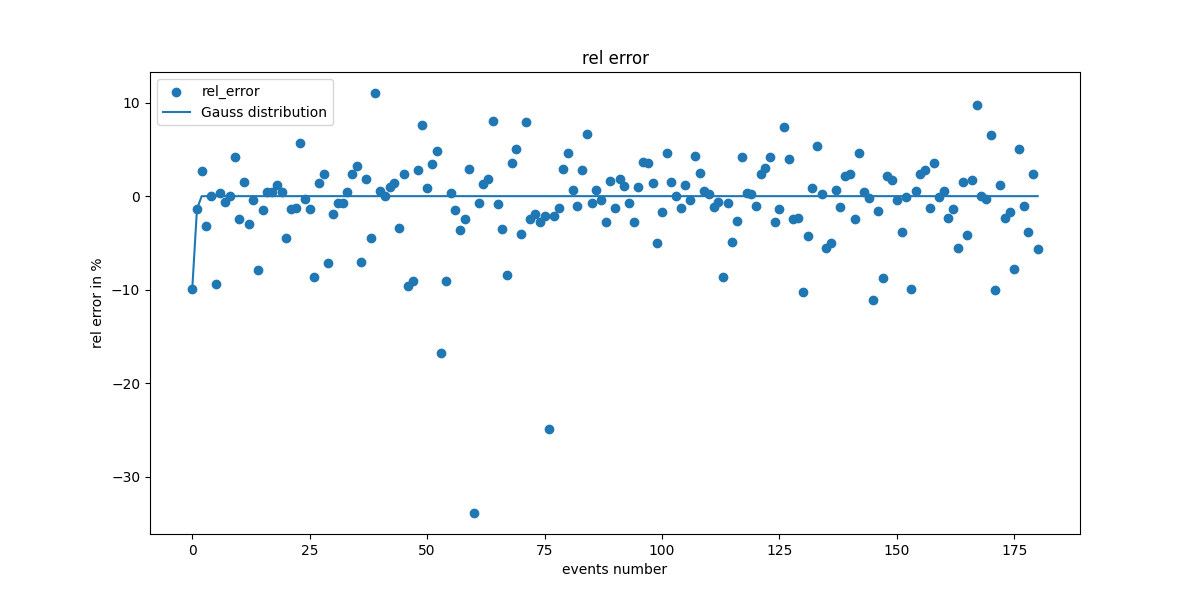 rel error
rel_error
Gauss distribution
rel error in %
10
0
−10
−20
−30
0 25 50 75 100 125 150 175
events number